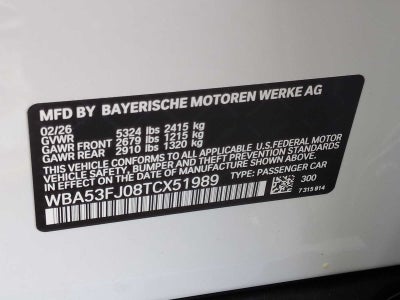 MFD BY BAYERISCHE MOTOREN WERKE AG
02/26
GVWR 5324 lbs 2415 kg
GAWR FRONT 2679 lbs 1215 kg
GAWR REAR 2910 lbs 1320 kg
THIS VEHICLE CONFORMS TO ALL APPLICABLE U.S.FEDERAL MOTOR
VEHICLE SAFETY, BUMPER AND THEFT PREVENTION STANDARDS IN EFFECT
ON THE DATE OF MANUFACTURE SHOWN ABOVE.
WBA53FJ08TCX51989 TYPE: PASSENGER CAR
300
7 315 814